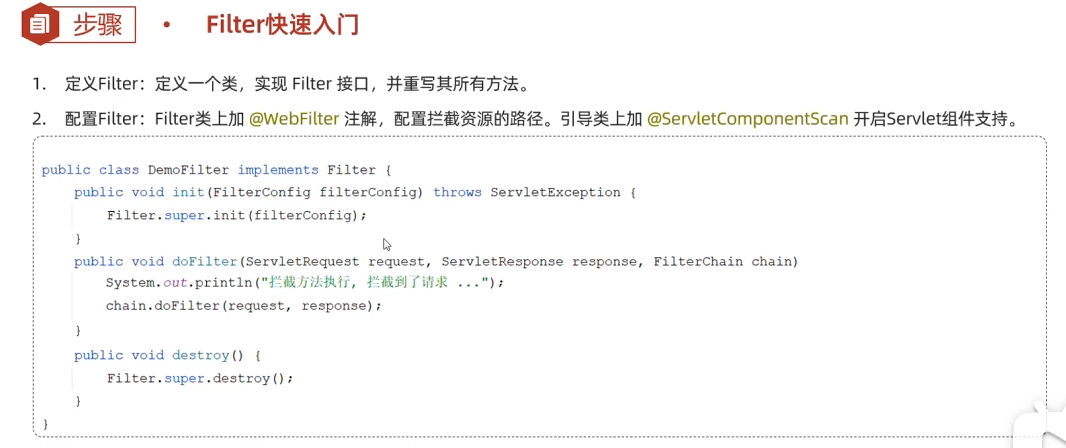 步骤 • Filter快速入门
1. 定义Filter：定义一个类，实现 Filter 接口，并重写其所有方法。
2. 配置Filter：Filter类上加 @WebFilter 注解，配置拦截资源的路径。引导类上加 @ServletComponentScan 开启Servlet组件支持。
public class DemoFilter implements Filter {
    public void init(FilterConfig filterConfig) throws ServletException {
        Filter.super.init(filterConfig);
    }
    public void doFilter(ServletRequest request, ServletResponse response, FilterChain chain)
        System.out.println("拦截方法执行, 拦截到了请求 ...");
        chain.doFilter(request, response);
    }
    public void destroy() {
        Filter.super.destroy();
    }
}